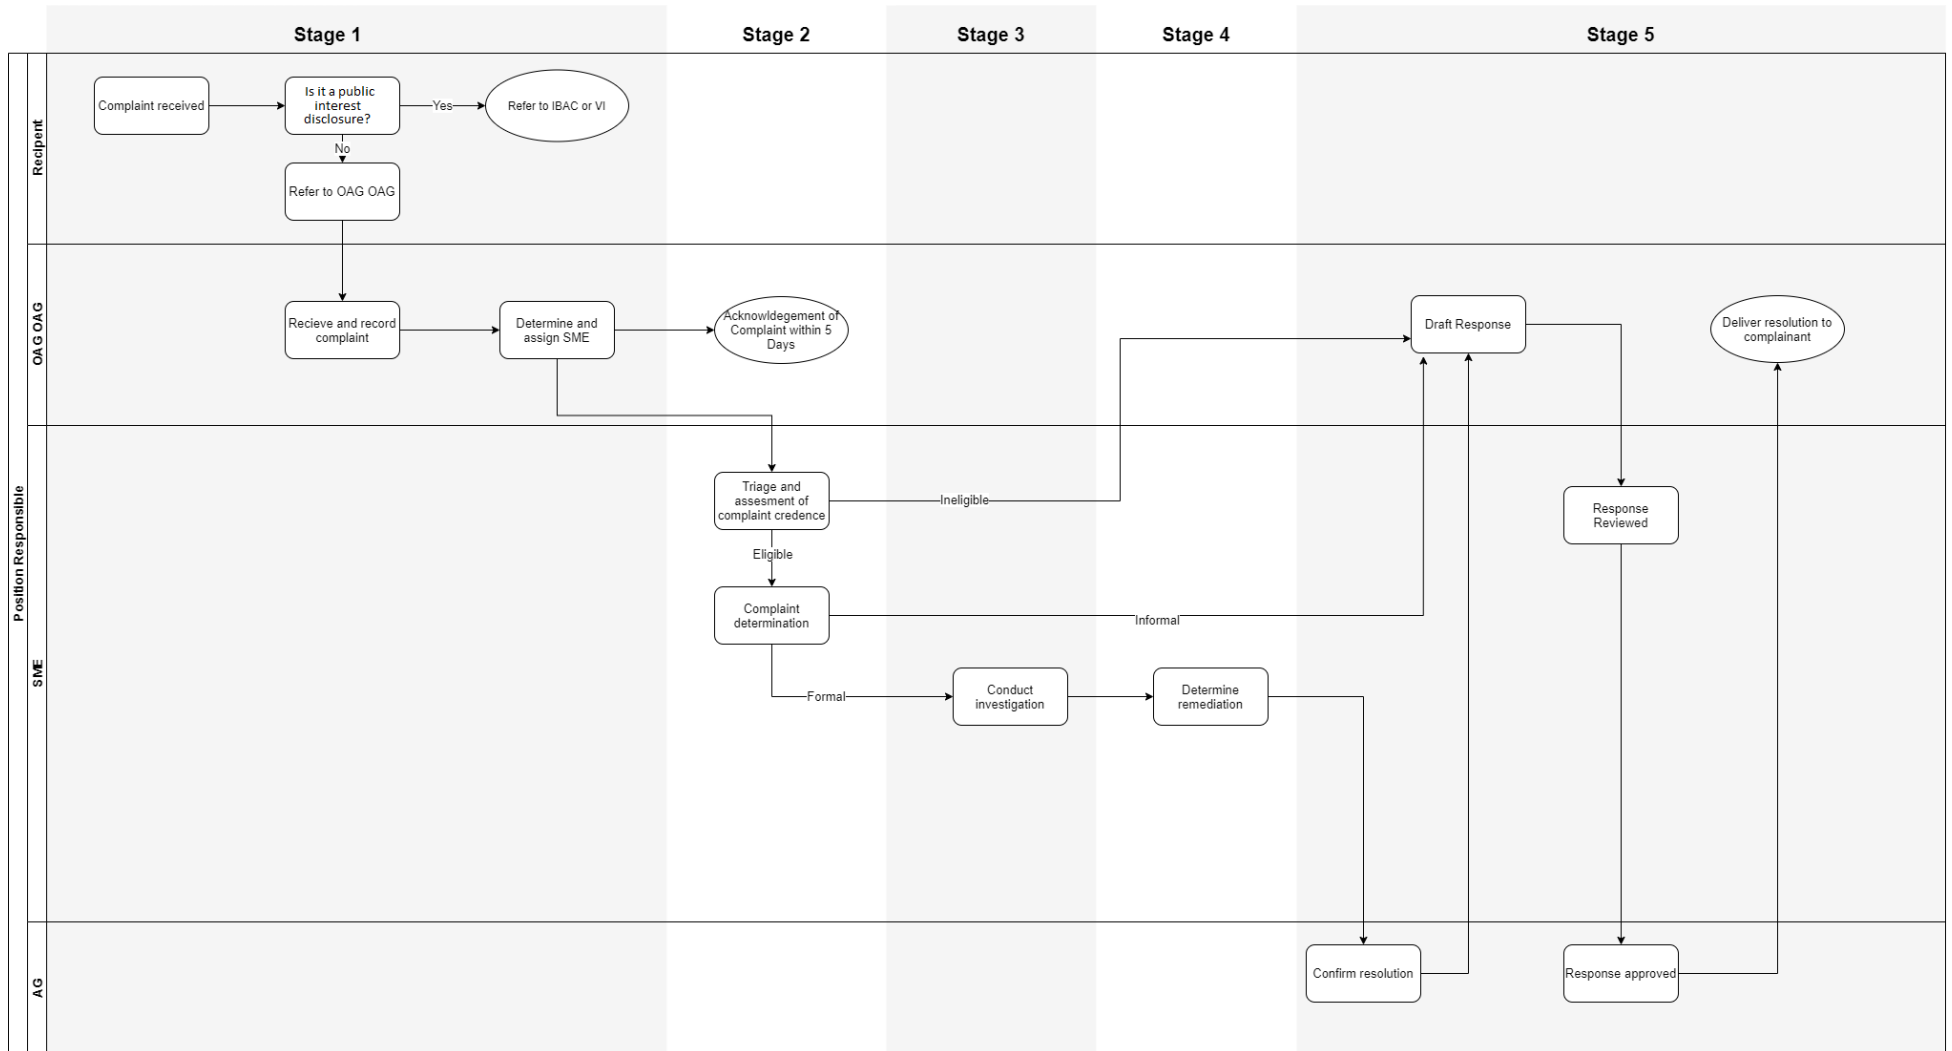 Stage 1
Stage 2
Stage 3
Stage 4
Stage 5
Position Responsible
Recipent
Complaint received
Is it a public
interest
disclosure?
Yes
Refer to IBAC or VI
No
Refer to OAG OAG
OAG OAG
Recieve and record
complaint
Determine and
assign SME
Acknowldegement of
Complaint within 5
Days
Draft Response
Deliver resolution to
complainant
SME
Triage and
assesment of
complaint credence
Ineligible
Response
Reviewed
Eligible
Complaint
determination
Informal
Formal
Conduct
investigation
Determine
remediation
AG
Confirm resolution
Response approved